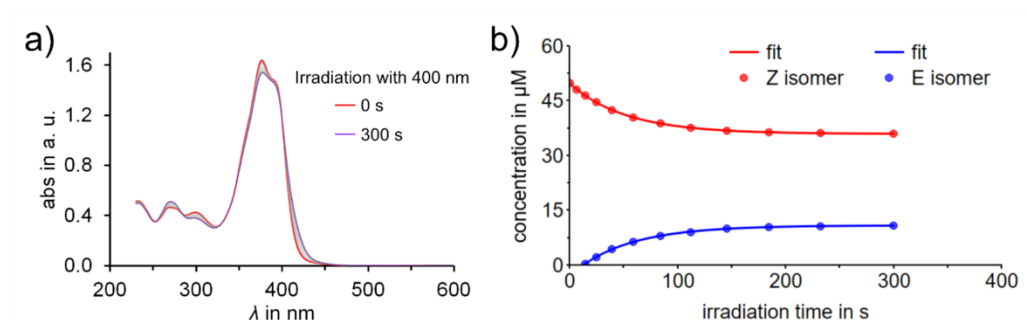 a)
1.6
1.2
0.8
0.4
0.0
abs in a. u.
200 300 400 500 600
λ in nm
Irradiation with 400 nm
0 s
300 s
b)
60
45
30
15
0
concentration in µM
0 100 200 300 400
irradiation time in s
fit fit
Z isomer E isomer